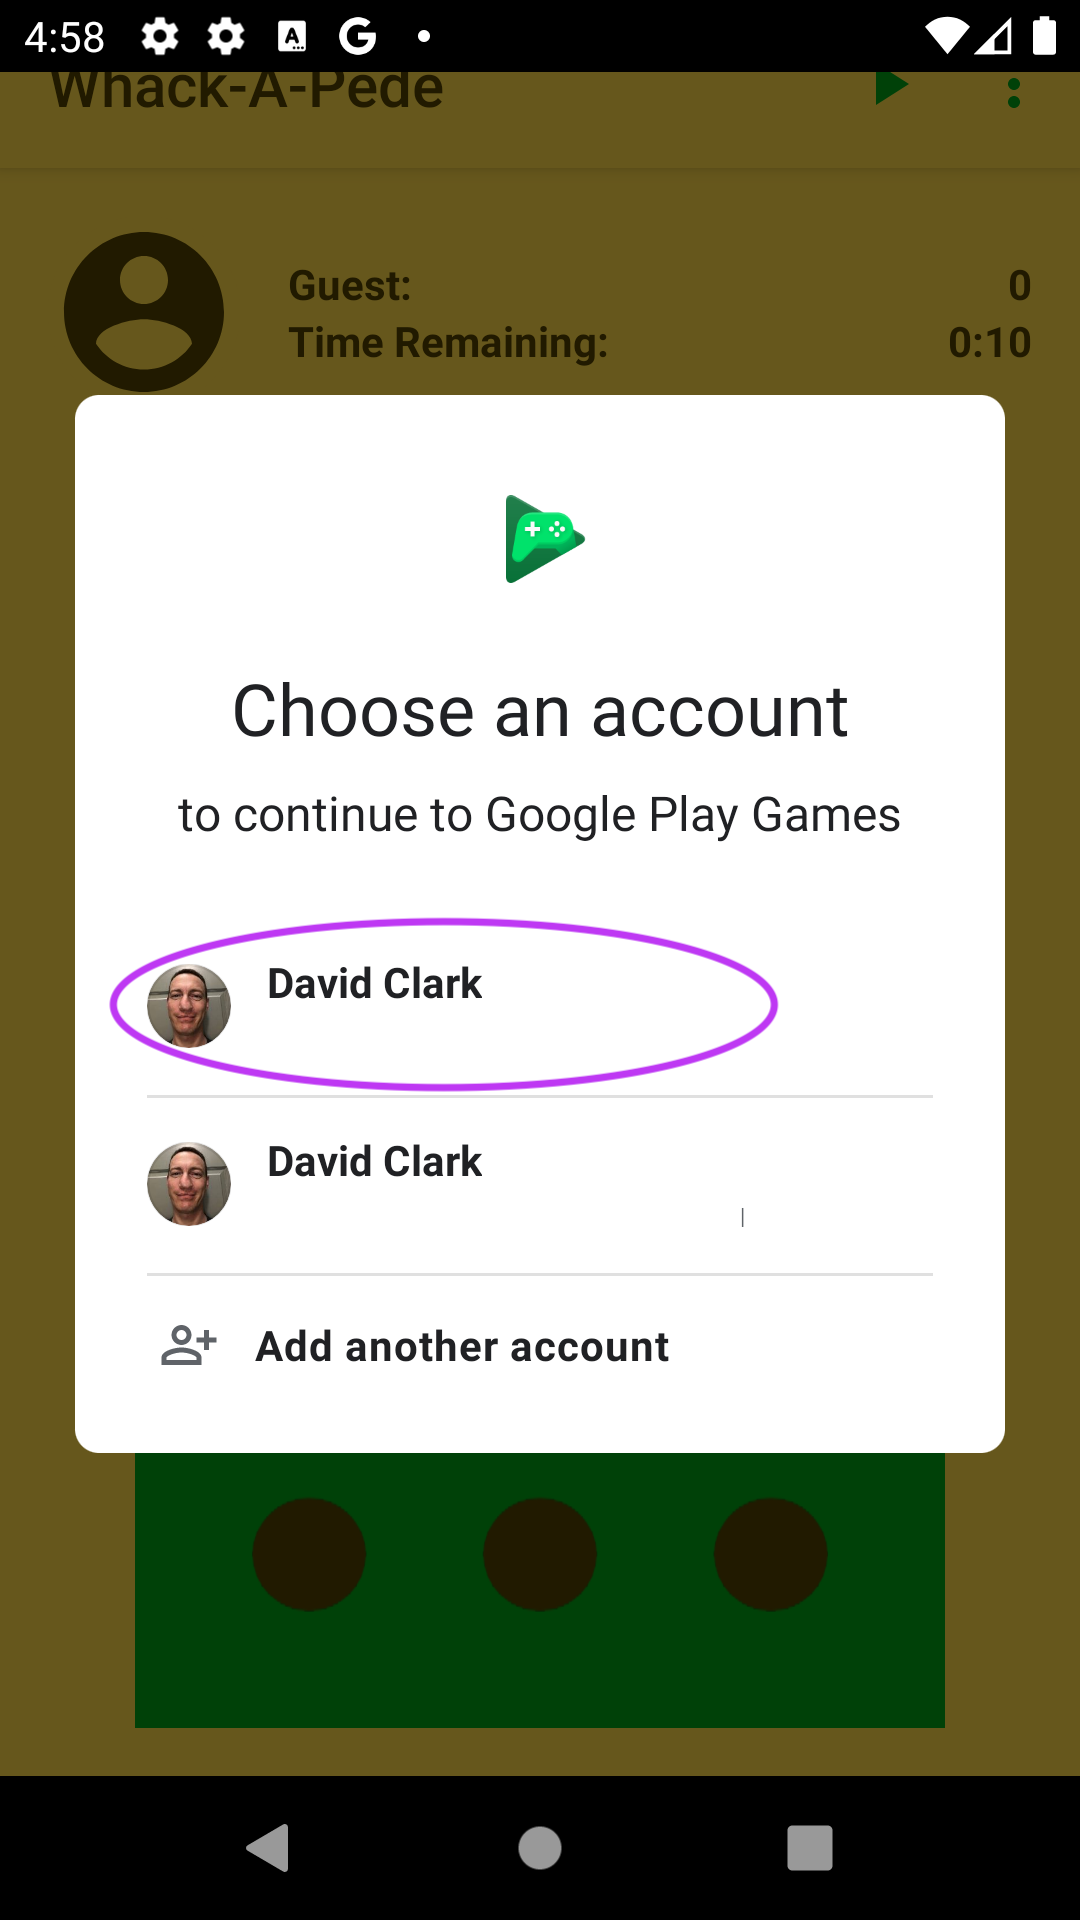 4:58
Whack-A-Pede
Guest: 0
Time Remaining: 0:10
Choose an account
to continue to Google Play Games
David Clark
David Clark
Add another account